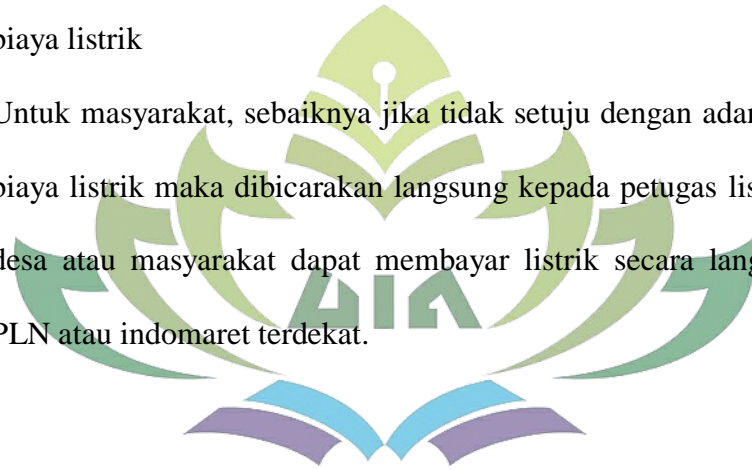 biaya listrik
Untuk masyarakat, sebaiknya jika tidak setuju dengan
biaya listrik maka dibicarakan langsung kepada petugas lis
desa atau masyarakat dapat membayar listrik secara lang
PLN atau indomaret terdekat.